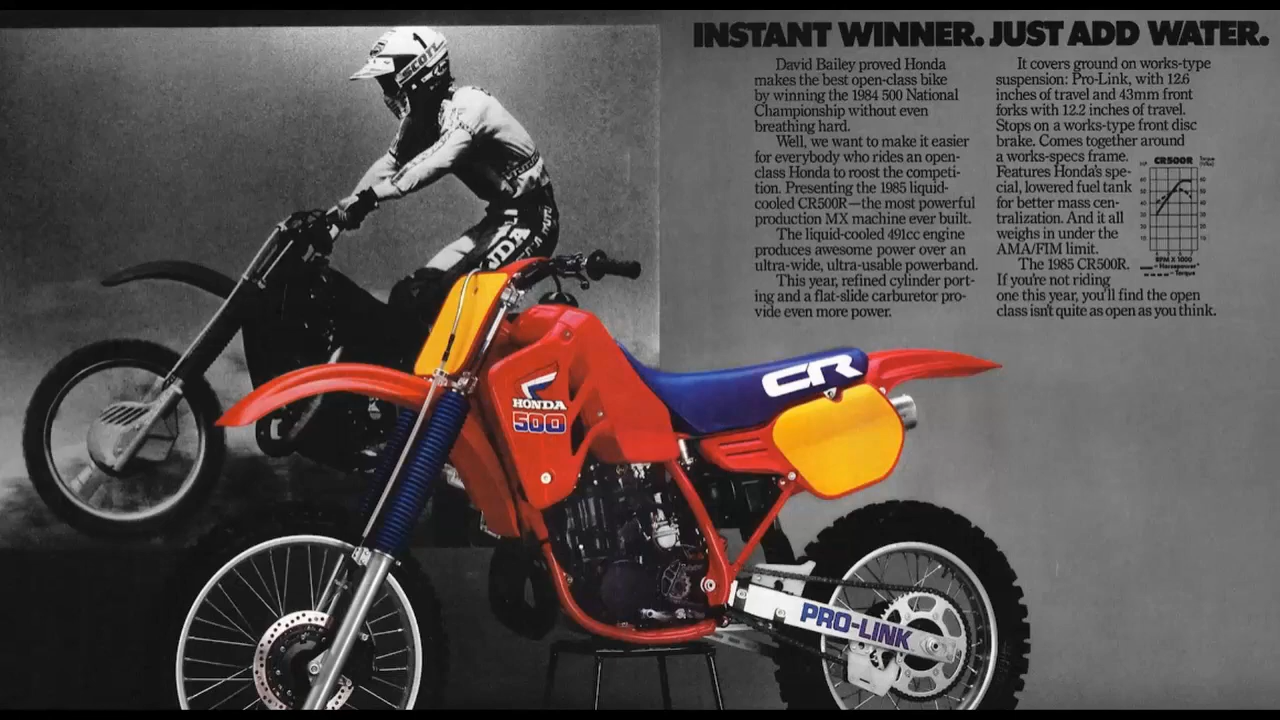 INSTANT WINNER. JUST ADD WATER.
David Bailey proved Honda
makes the best open-class bike
by winning the 1984 500 National
Championship without even
breathing hard.
Well, we want to make it easier
for everybody who rides an open-
class Honda to roost the competi-
tion. Presenting the 1985 liquid-
cooled CR500R—the most powerful
production MX machine ever built.
The liquid-cooled 491cc engine
produces awesome power over an
ultra-wide, ultra-usable powerband.
This year, refined cylinder port-
ing and a flat-slide carburetor pro-
vide even more power.
It covers ground on works-type
suspension: Pro-Link, with 12.6
inches of travel and 43mm front
forks with 12.2 inches of travel.
Stops on a works-type front disc
brake. Comes together around
a works-specs frame.
Features Honda's spe-
cial, lowered fuel tank
for better mass cen-
tralization. And it all
weighs in under the
AMA/FIM limit.
The 1985 CR500R.
If you're not riding
one this year, you'll find the open
class isn't quite as open as you think.
CR500R
RPM X 1000
Horsepower
Torque
1
SCOTT
HONDA
500
CR
PRO-LINK